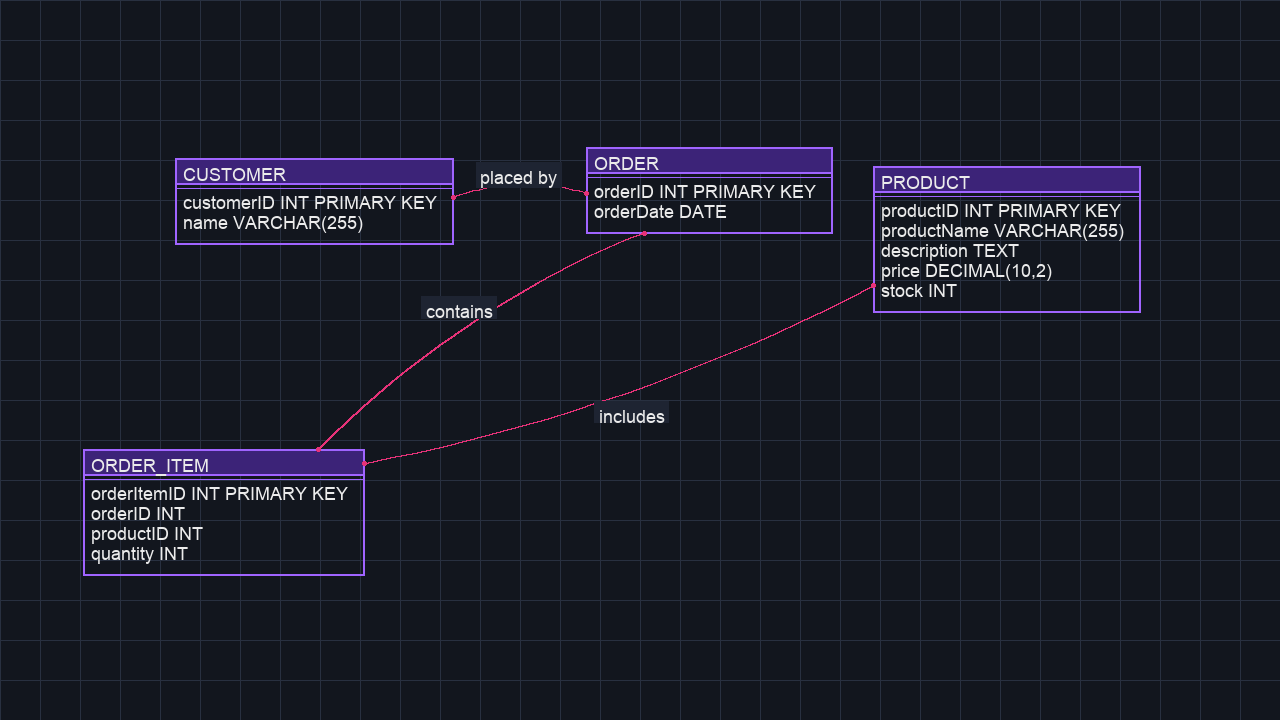 CUSTOMER
customerID INT PRIMARY KEY
name VARCHAR(255)
placed by
ORDER
orderID INT PRIMARY KEY
orderDate DATE
PRODUCT
productID INT PRIMARY KEY
productName VARCHAR(255)
description TEXT
price DECIMAL(10,2)
stock INT
contains
includes
ORDER_ITEM
orderItemID INT PRIMARY KEY
orderID INT
productID INT
quantity INT